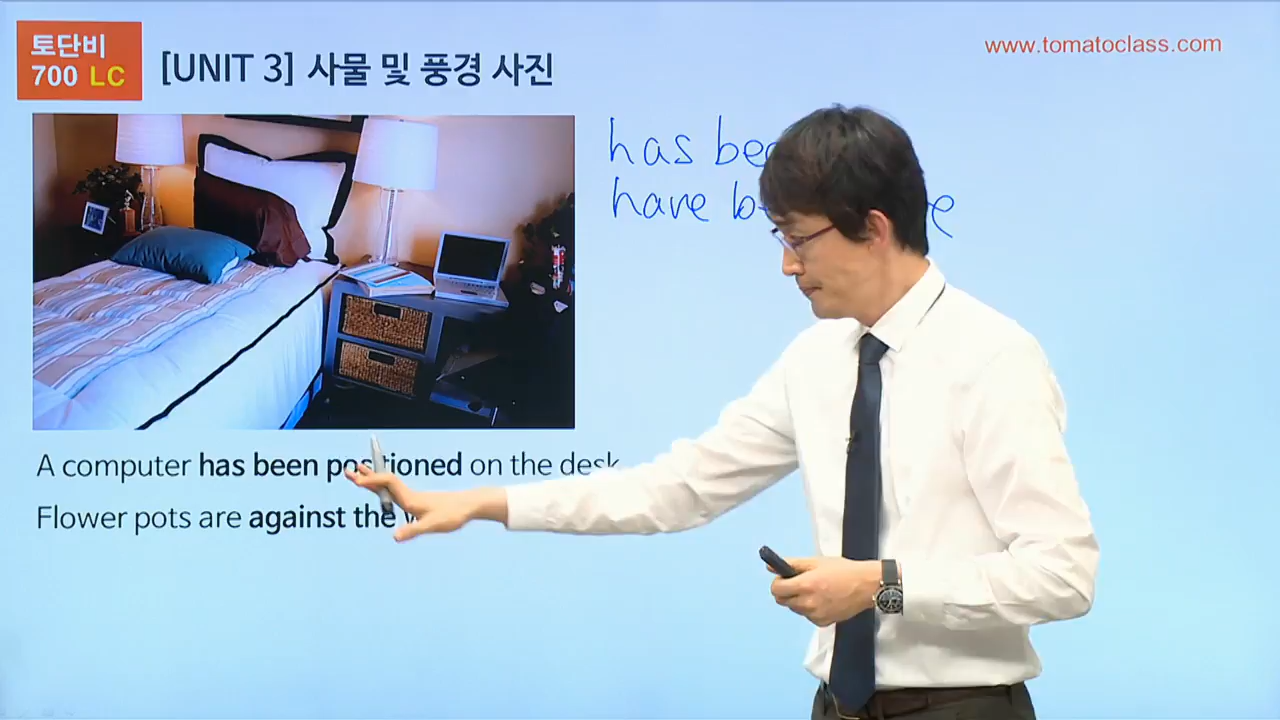 토단비
700 LC
[UNIT 3] 사물 및 풍경 사진
www.tomatoclass.com
has
have
A computer has been positioned on the desk
Flower pots are against the